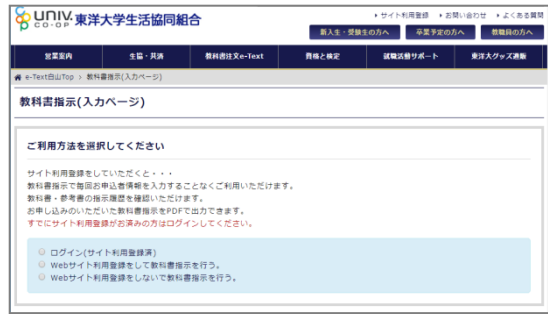 UNIV. CO-OP 東洋大学生活協同組合
サイト利用登録 お問い合わせ よくある質問
新入生・受験生の方へ 卒業予定の方へ 教職員の方へ
営業案内 生協・共済 教科書注文e-Text 資格と検定 就職活動サポート 東洋大グッズ通販
e-Text白山Top > 教科書指示(入力ページ)
教科書指示(入力ページ)
ご利用方法を選択してください
サイト利用登録をしていただくと・・・
教科書指示で毎回お申込者情報を入力することなくご利用いただけます。
教科書・参考書の指示履歴を確認いただけます。
お申し込みのいただいた教科書指示をPDFで出力できます。
すでにサイト利用登録がお済みの方はログインしてください。
ログイン(サイト利用登録済)
Webサイト利用登録をして教科書指示を行う。
Webサイト利用登録をしないで教科書指示を行う。